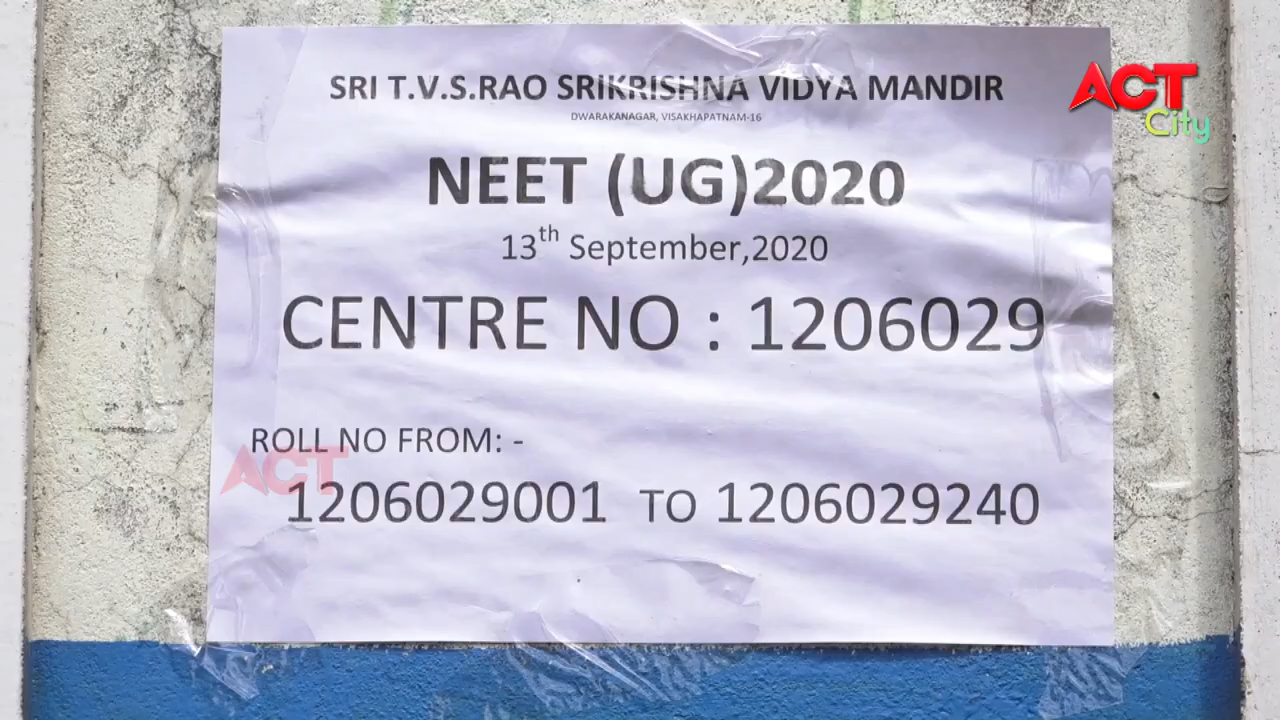 SRI T.V.S.RAO SRIKRISHNA VIDYA MANDIR
DWARAKANAGAR, VISAKHAPATNAM-16
NEET (UG)2020
13th September,2020
CENTRE NO : 1206029
ROLL NO FROM: -
1206029001 TO 1206029240
ACT
City
ACT